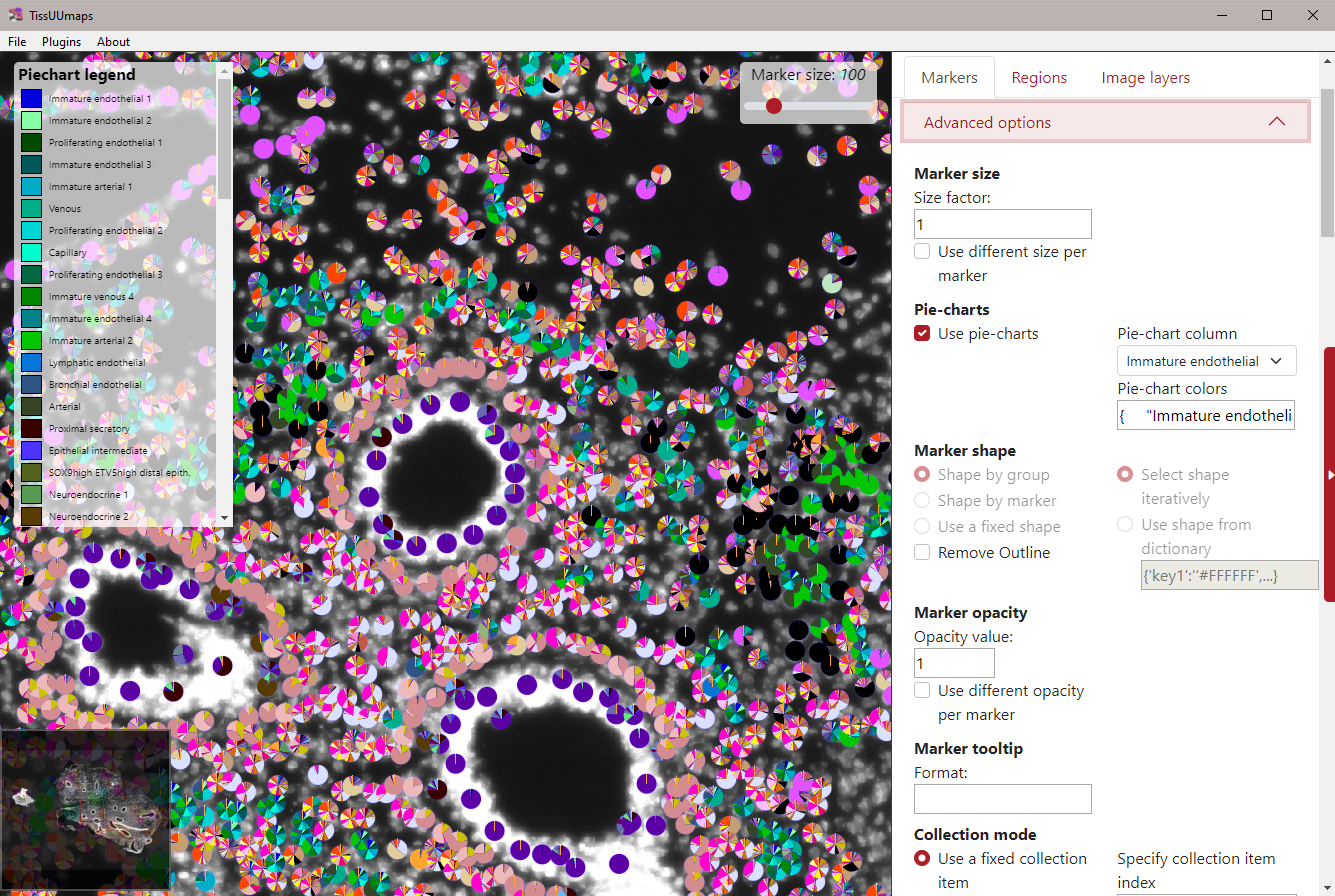 TissUUmaps
File Plugins About
Piechart legend
Immature endothelial 1
Immature endothelial 2
Proliferating endothelial 1
Immature endothelial 3
Immature arterial 1
Venous
Proliferating endothelial 2
Capillary
Proliferating endothelial 3
Immature venous 4
Immature endothelial 4
Immature arterial 2
Lymphatic endothelial
Bronchial endothelial
Arterial
Proximal secretory
Epithelial intermediate
SOX9high ETV5high distal epith.
Neuroendocrine 1
Neuroendocrine 2
Marker size: 100
Markers Regions Image layers
Advanced options
Marker size
Size factor:
1
Use different size per
marker
Pie-charts
Use pie-charts
Pie-chart column
Immature endothelial
Pie-chart colors
{ "Immature endotheli
Marker shape
Shape by group
Shape by marker
Use a fixed shape
Remove Outline
Select shape
iteratively
Use shape from
dictionary
{'key1':"#FFFFFF',...}
Marker opacity
Opacity value:
1
Use different opacity
per marker
Marker tooltip
Format:
Collection mode
Use a fixed collection
item
Specify collection item
index